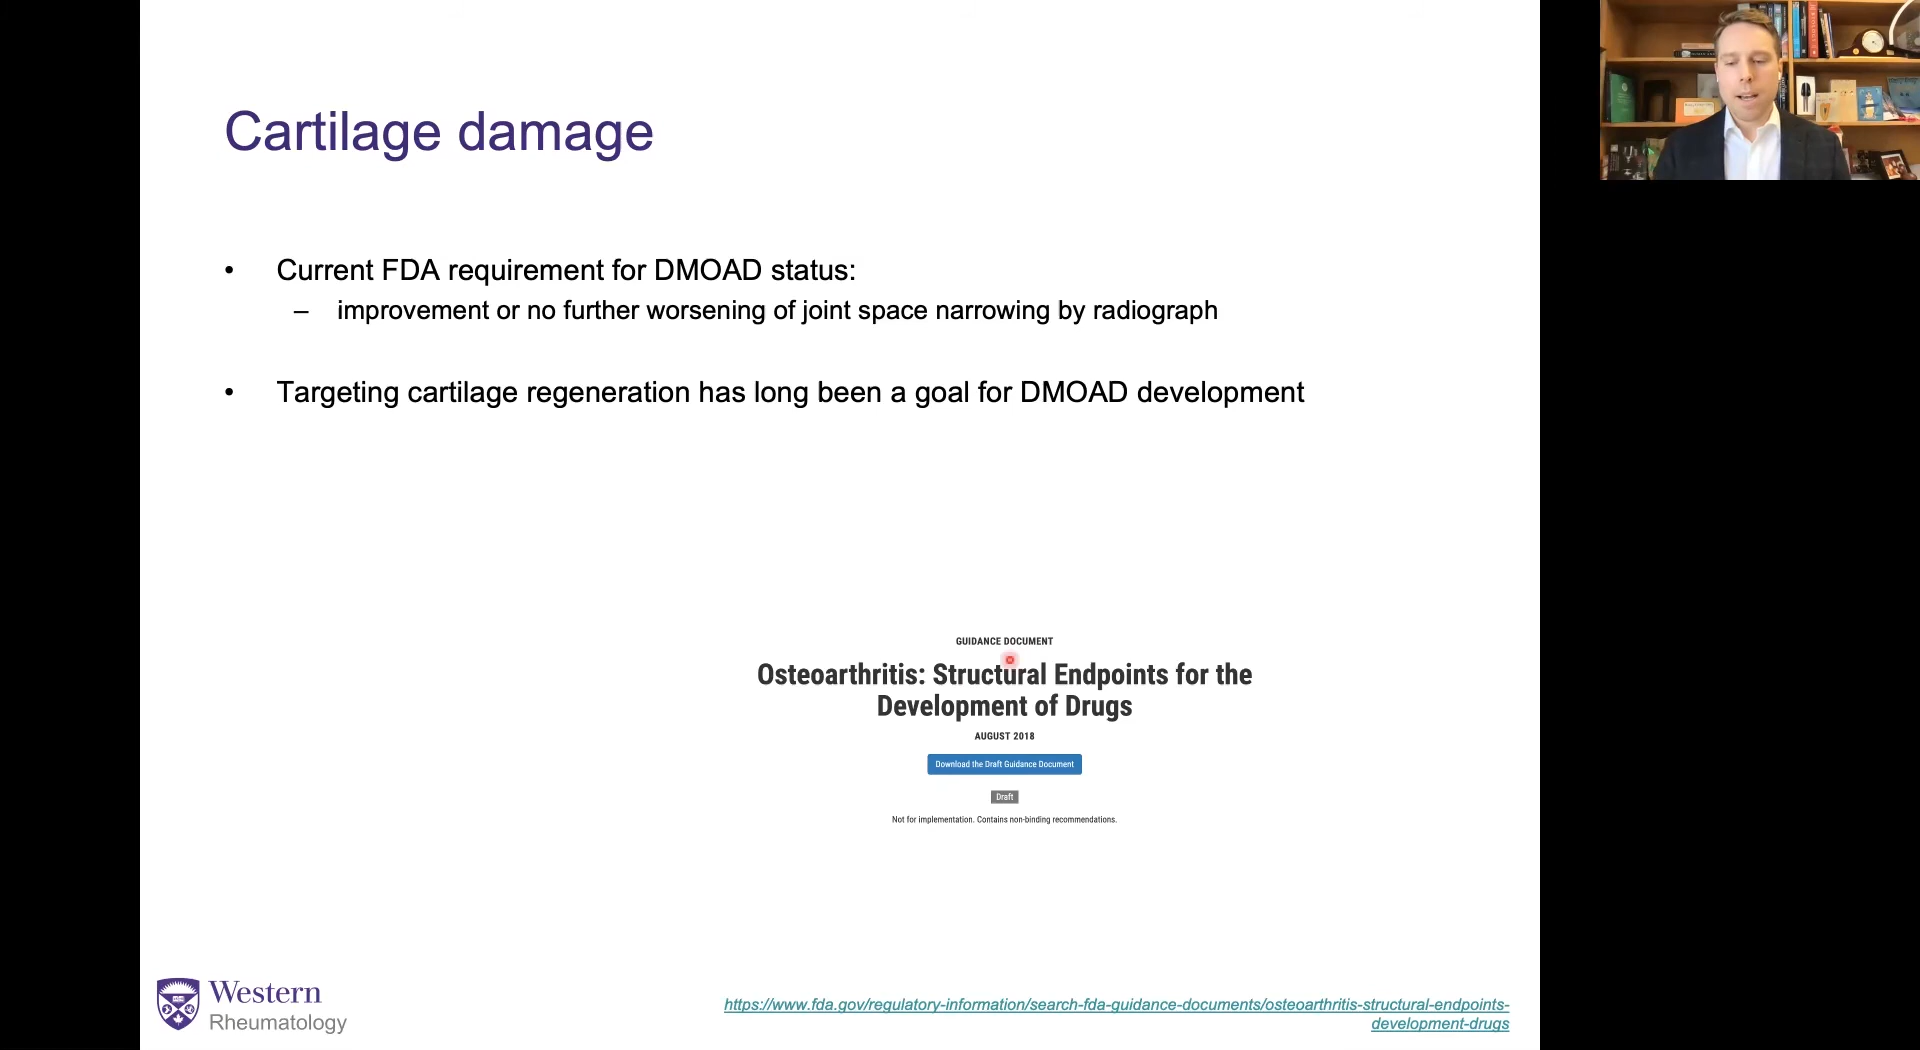 Cartilage damage
• Current FDA requirement for DMOAD status:
– improvement or no further worsening of joint space narrowing by radiograph
• Targeting cartilage regeneration has long been a goal for DMOAD development
GUIDANCE DOCUMENT
Osteoarthritis: Structural Endpoints for the
Development of Drugs
AUGUST 2018
Download the Draft Guidance Document
Draft
Not for implementation. Contains non-binding recommendations.
Western
Rheumatology
https://www.fda.gov/regulatory-information/search-fda-guidance-documents/osteoarthritis-structural-endpoints-
development-drugs